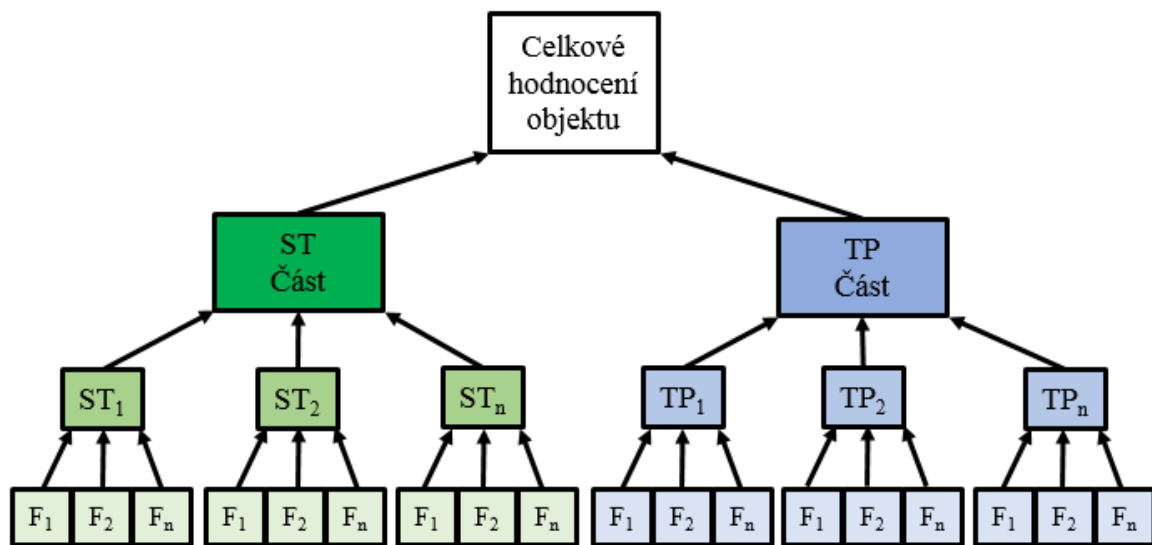 Celkové
hodnocení
objektu
ST
Část
TP
Část
ST₁
ST₂
STₙ
TP₁
TP₂
TPₙ
F₁ F₂ Fₙ
F₁ F₂ Fₙ
F₁ F₂ Fₙ
F₁ F₂ Fₙ
F₁ F₂ Fₙ
F₁ F₂ Fₙ